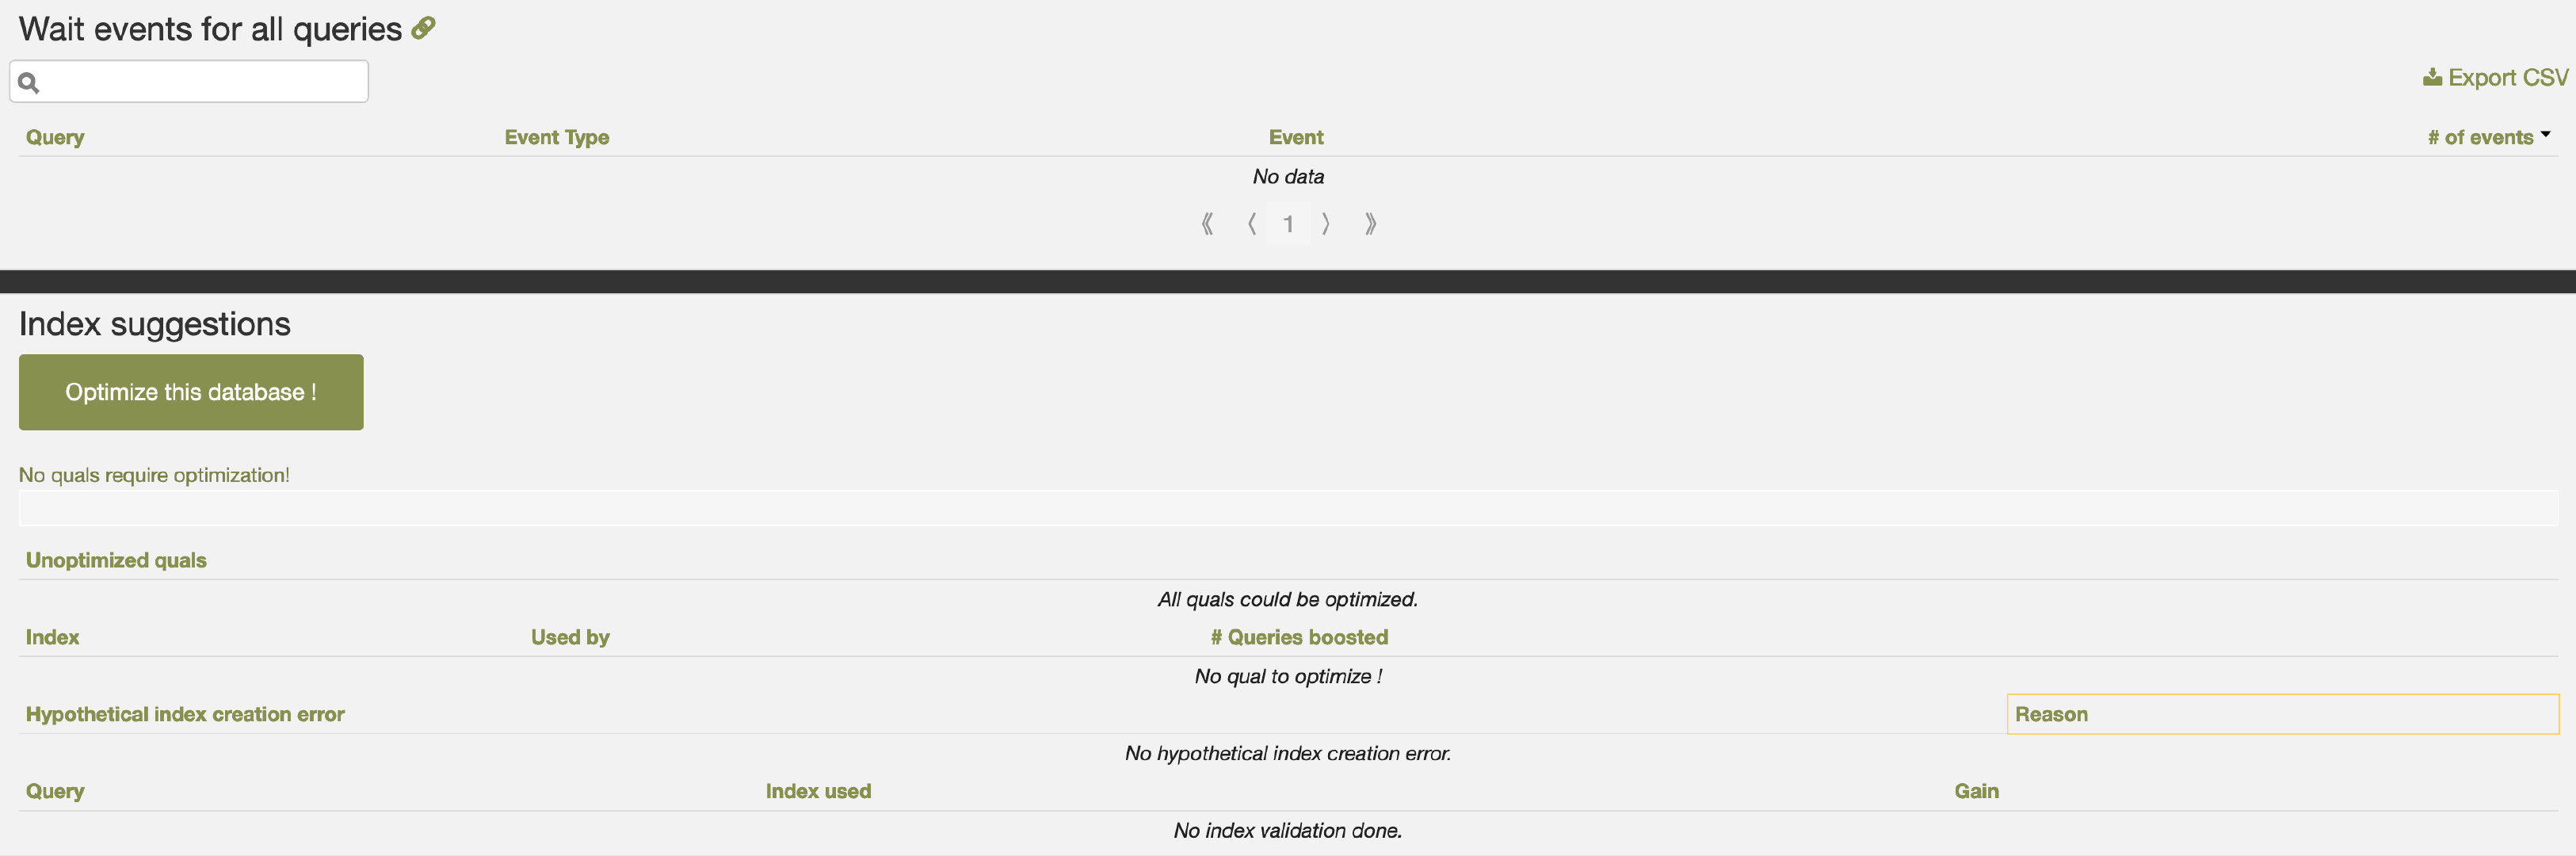 Wait events for all queries
Export CSV
Query Event Type Event # of events
No data
1
Index suggestions
Optimize this database !
No quals require optimization!
Unoptimized quals
All quals could be optimized.
Index Used by # Queries boosted
No qual to optimize !
Hypothetical index creation error Reason
No hypothetical index creation error.
Query Index used Gain
No index validation done.